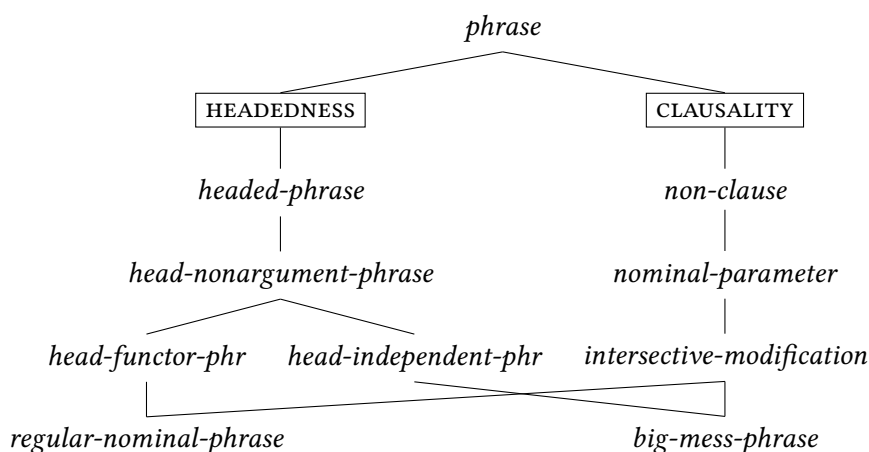 phrase
HEADEDNESS CLAUSALITY
headed-phrase non-clause
head-nonargument-phrase nominal-parameter
head-functor-phr head-independent-phr intersective-modification
regular-nominal-phrase big-mess-phrase